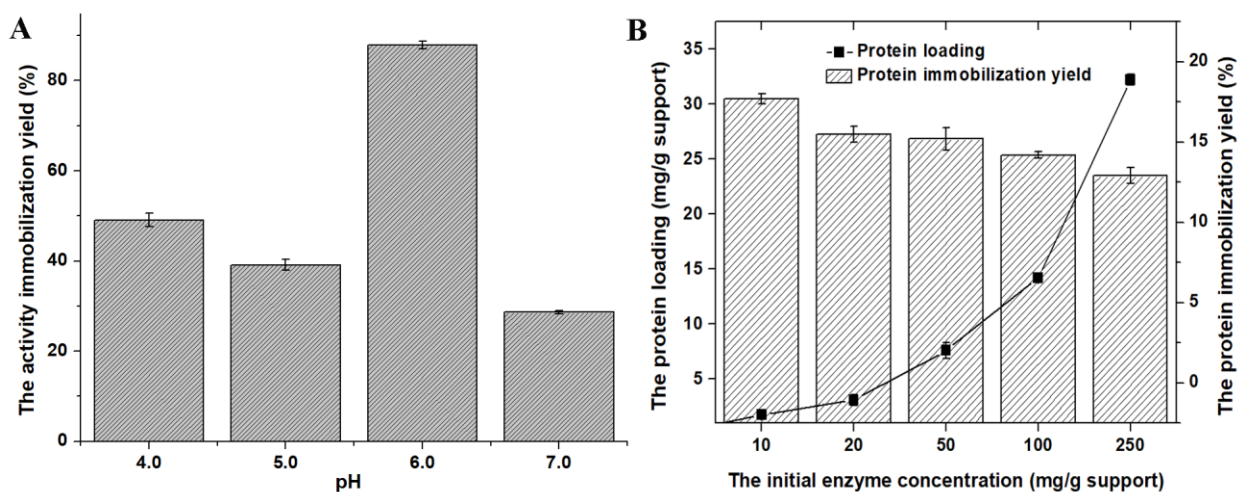 A
The activity immobilization yield (%)
80
60
40
20
0
4.0 5.0 6.0 7.0
pH
B
The protein loading (mg/g support)
35
30
25
20
15
10
5
Protein loading
Protein immobilization yield
20
15
10
5
0
The protein immobilization yield (%)
10 20 50 100 250
The initial enzyme concentration (mg/g support)